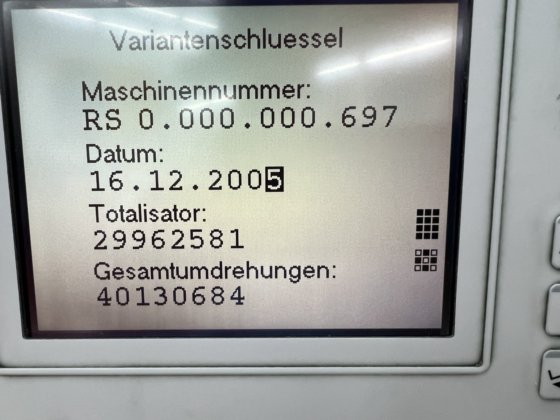 Variantenschluessel
Maschinennummer:
RS 0.000.000.697
Datum:
16.12.2005
Totalisator:
29962581
Gesamtumdrehungen:
40130684